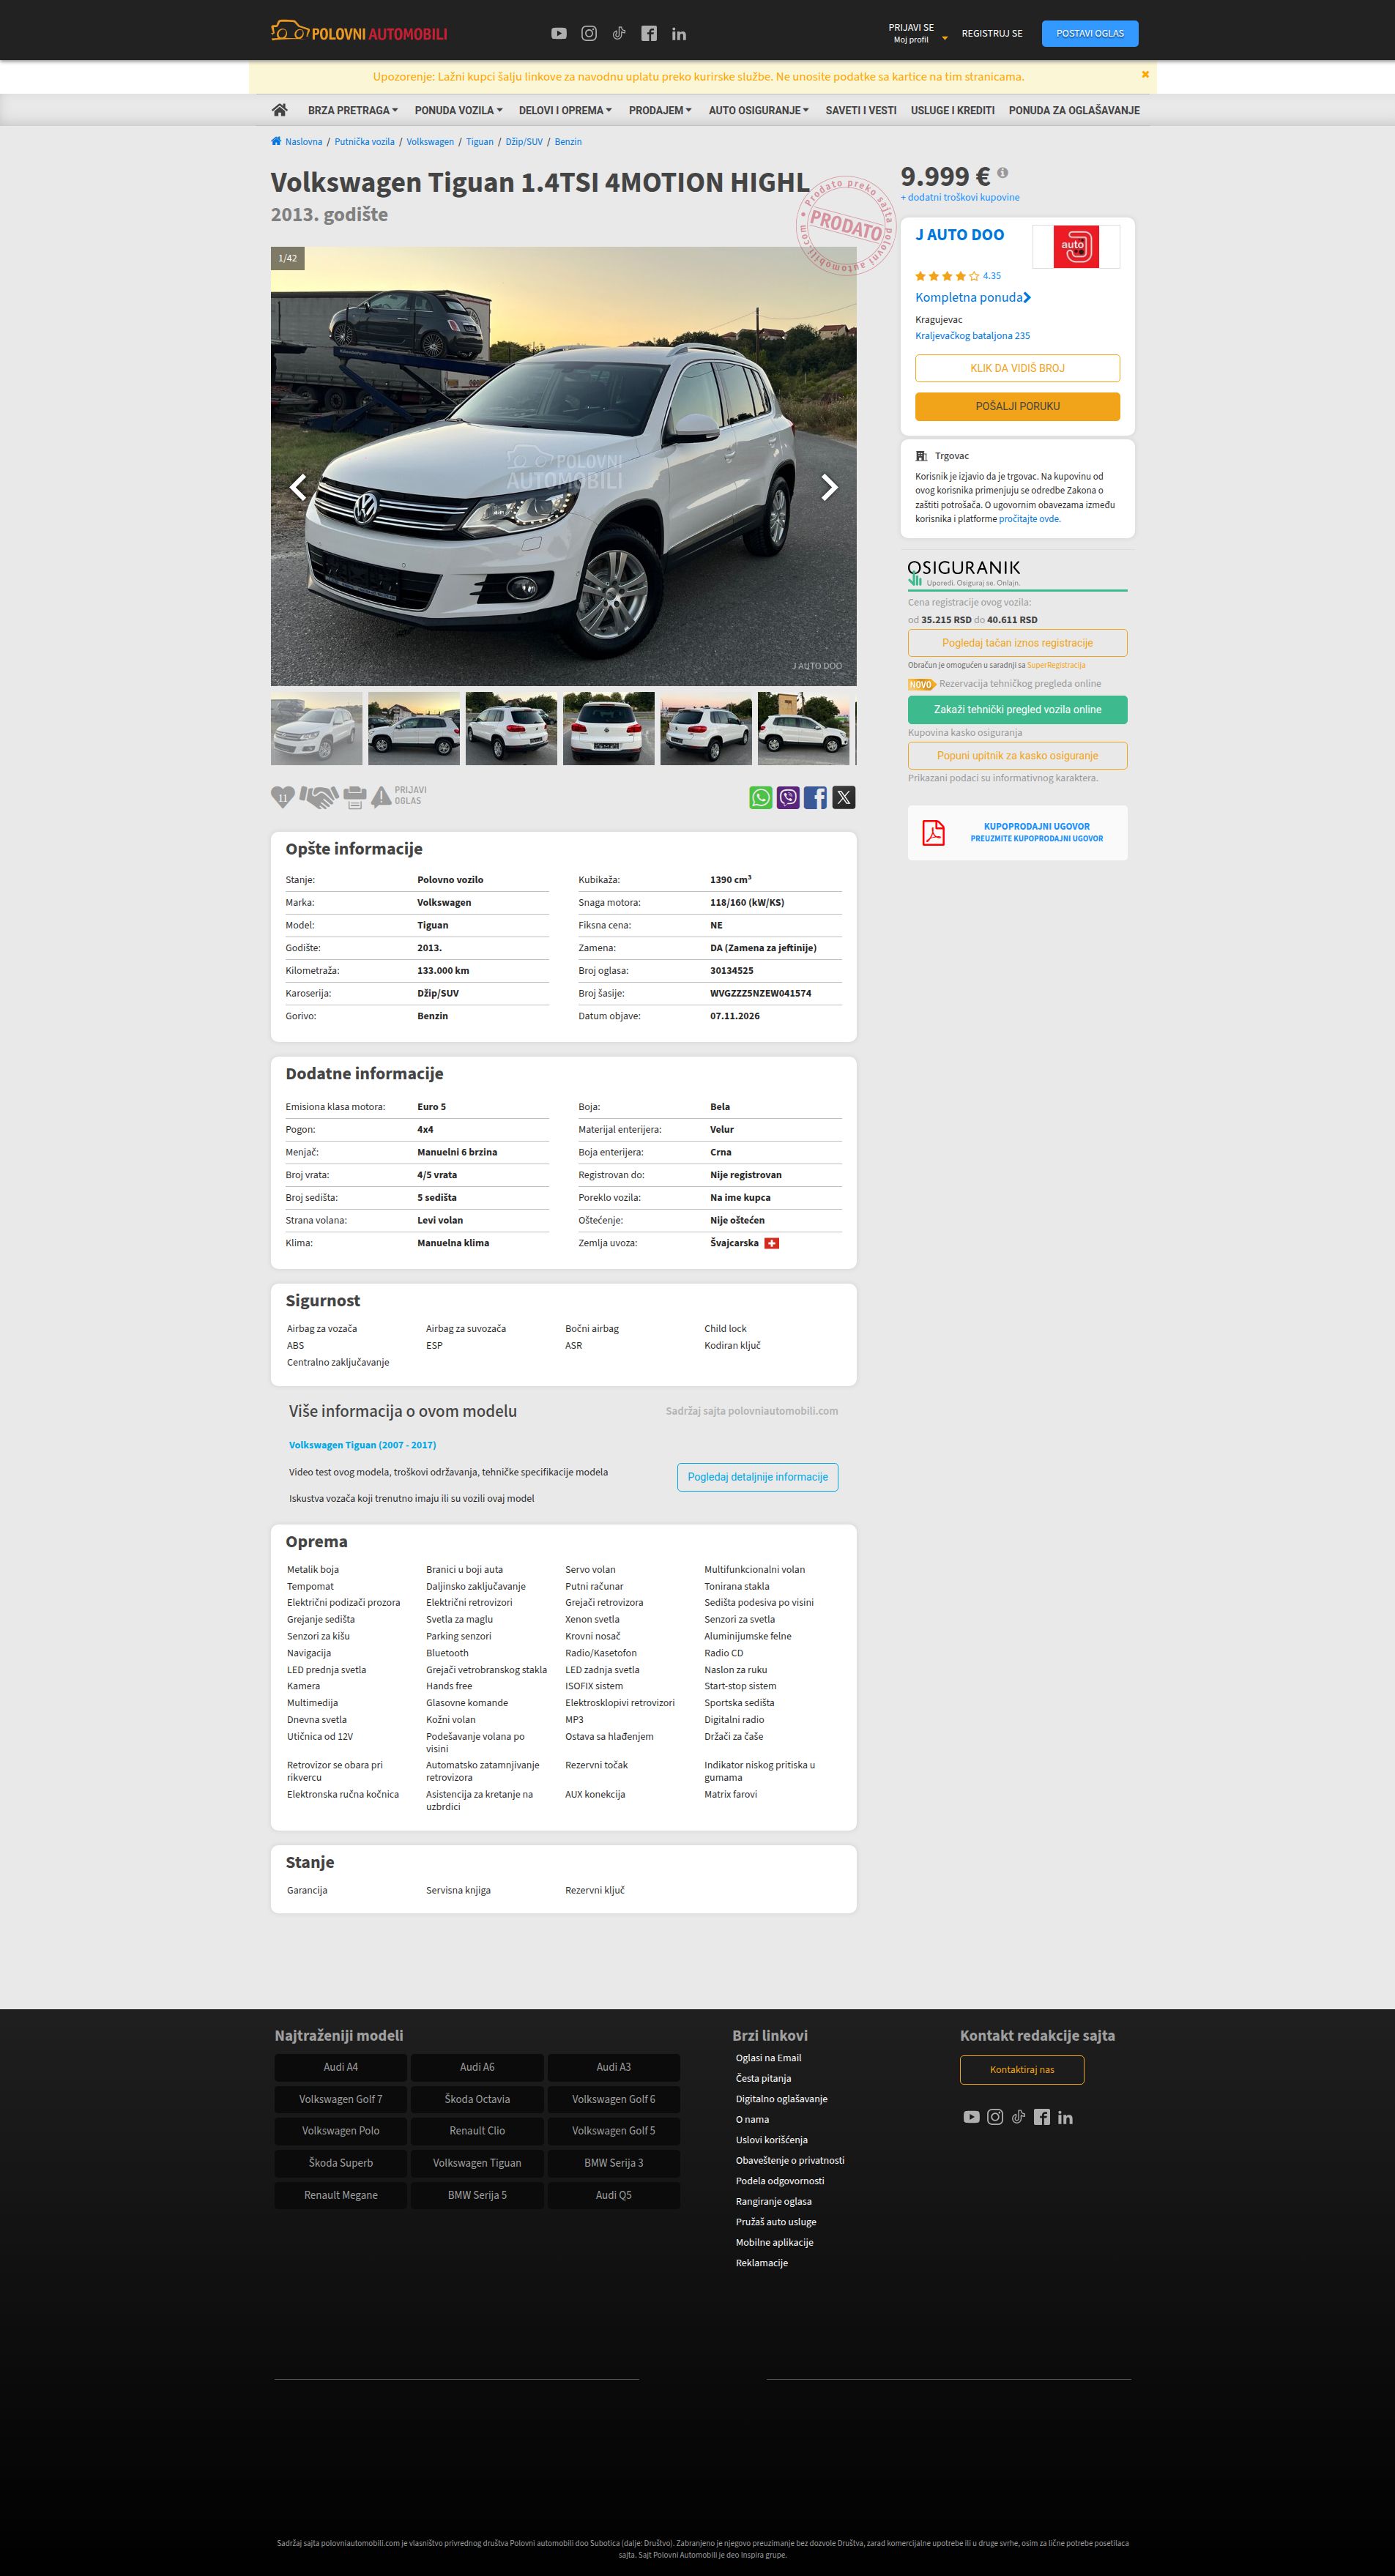 POLOVNI AUTOMOBILI
PRIJAVI SE
Moj profil
REGISTRUJ SE
POSTAVI OGLAS
Upozorenje: Lažni kupci šalju linkove za navodnu uplatu preko kurirske službe. Ne unosite podatke sa kartice na tim stranicama.
BRZA PRETRAGA PONUDA VOZILA DELOVI I OPREMA PRODAJEM AUTO OSIGURANJE SAVETI I VESTI USLUGE I KREDITI PONUDA ZA OGLAŠAVANJE
Naslovna / Putnička vozila / Volkswagen / Tiguan / Džip/SUV / Benzin
Volkswagen Tiguan 1.4TSI 4MOTION HIGHL
2013. godište
Prodato preko sajta
PRODATO
polovni automobili.com
1/42
POLOVNI
AUTOMOBILI
J AUTO DOO
11
PRIJAVI
OGLAS
9.999 €
+ dodatni troškovi kupovine
J AUTO DOO
auto
4.35
Kompletna ponuda
Kragujevac
Kraljevačkog bataljona 235
KLIK DA VIDIŠ BROJ
POŠALJI PORUKU
Trgovac
Korisnik je izjavio da je trgovac. Na kupovinu od
ovog korisnika primenjuju se odredbe Zakona o
zaštiti potrošača. O ugovornim obavezama između
korisnika i platforme pročitajte ovde.
OSIGURANIK
Uporedi. Osiguraj se. Onlajn.
Cena registracije ovog vozila:
od 35.215 RSD do 40.611 RSD
Pogledaj tačan iznos registracije
Obračun je omogućen u saradnji sa SuperRegistracija
NOVO Rezervacija tehničkog pregleda online
Zakaži tehnički pregled vozila online
Kupovina kasko osiguranja
Popuni upitnik za kasko osiguranje
Prikazani podaci su informativnog karaktera.
KUPOPRODAJNI UGOVOR
PREUZMITE KUPOPRODAJNI UGOVOR
Opšte informacije
Stanje: Polovno vozilo Kubikaža: 1390 cm³
Marka: Volkswagen Snaga motora: 118/160 (kW/KS)
Model: Tiguan Fiksna cena: NE
Godište: 2013. Zamena: DA (Zamena za jeftinije)
Kilometraža: 133.000 km Broj oglasa: 30134525
Karoserija: Džip/SUV Broj šasije: WVGZZZ5NZEW041574
Gorivo: Benzin Datum objave: 07.11.2026
Dodatne informacije
Emisiona klasa motora: Euro 5 Boja: Bela
Pogon: 4x4 Materijal enterijera: Velur
Menjač: Manuelni 6 brzina Boja enterijera: Crna
Broj vrata: 4/5 vrata Registrovan do: Nije registrovan
Broj sedišta: 5 sedišta Poreklo vozila: Na ime kupca
Strana volana: Levi volan Oštećenje: Nije oštećen
Klima: Manuelna klima Zemlja uvoza: Švajcarska
Sigurnost
Airbag za vozača Airbag za suvozača Bočni airbag Child lock
ABS ESP ASR Kodiran ključ
Centralno zaključavanje
Više informacija o ovom modelu
Sadržaj sajta polovniautomobili.com
Volkswagen Tiguan (2007 - 2017)
Video test ovog modela, troškovi održavanja, tehničke specifikacije modela
Pogledaj detaljnije informacije
Iskustva vozača koji trenutno imaju ili su vozili ovaj model
Oprema
Metalik boja Branici u boji auta Servo volan Multifunkcionalni volan
Tempomat Daljinsko zaključavanje Putni računar Tonirana stakla
Električni podizači prozora Električni retrovizori Grejači retrovizora Sedišta podesiva po visini
Grejanje sedišta Svetla za maglu Xenon svetla Senzori za svetla
Senzori za kišu Parking senzori Krovni nosač Aluminijumske felne
Navigacija Bluetooth Radio/Kasetofon Radio CD
LED prednja svetla Grejači vetrobranskog stakla LED zadnja svetla Naslon za ruku
Kamera Hands free ISOFIX sistem Start-stop sistem
Multimedija Glasovne komande Elektrosklopivi retrovizori Sportska sedišta
Dnevna svetla Kožni volan MP3 Digitalni radio
Utičnica od 12V Podešavanje volana po visini Ostava sa hlađenjem Držači za čaše
Retrovizor se obara pri rikvercu Automatsko zatamnjivanje retrovizora Rezervni točak Indikator niskog pritiska u gumama
Elektronska ručna kočnica Asistencija za kretanje na uzbrdici AUX konekcija Matrix farovi
Stanje
Garancija Servisna knjiga Rezervni ključ
Najtraženiji modeli
Audi A4 Audi A6 Audi A3
Volkswagen Golf 7 Škoda Octavia Volkswagen Golf 6
Volkswagen Polo Renault Clio Volkswagen Golf 5
Škoda Superb Volkswagen Tiguan BMW Serija 3
Renault Megane BMW Serija 5 Audi Q5
Brzi linkovi
Oglasi na Email
Česta pitanja
Digitalno oglašavanje
O nama
Uslovi korišćenja
Obaveštenje o privatnosti
Podela odgovornosti
Rangiranje oglasa
Pružaš auto usluge
Mobilne aplikacije
Reklamacije
Kontakt redakcije sajta
Kontaktiraj nas
Sadržaj sajta polovniautomobili.com je vlasništvo privrednog društva Polovni automobili doo Subotica (dalje: Društvo). Zabranjeno je njegovo preuzimanje bez dozvole Društva, zarad komercijalne upotrebe ili u druge svrhe, osim za lične potrebe posetilaca
sajta. Sajt Polovni Automobili je deo Inspira grupe.